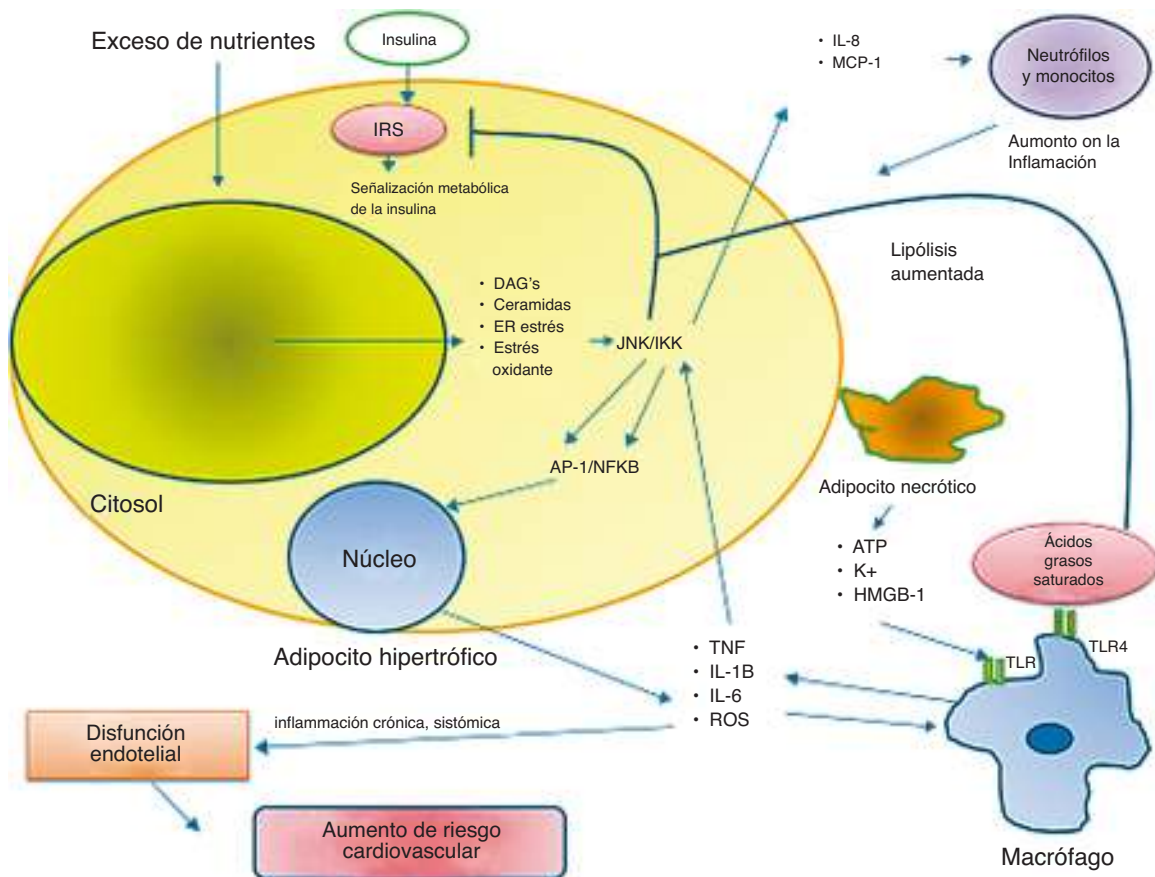 Exceso de nutrientes
Insulina
• IL-8
• MCP-1
Neutrófilos
y monocitos
IRS
Aumonto on la
Inflamación
Señalización metabólica
de la insulina
Lipólisis
aumentada
• DAG's
• Ceramidas
• ER estrés
• Estrés
oxidante
JNK/IKK
AP-1/NFKB
Citosol
Adipocito necrótico
Núcleo
• ATP
• K+
• HMGB-1
Ácidos
grasos
saturados
Adipocito hipertrófico
• TNF
• IL-1B
• IL-6
• ROS
TLR
TLR4
inflammación crónica, sistómica
Disfunción
endotelial
Aumento de riesgo
cardiovascular
Macrófago